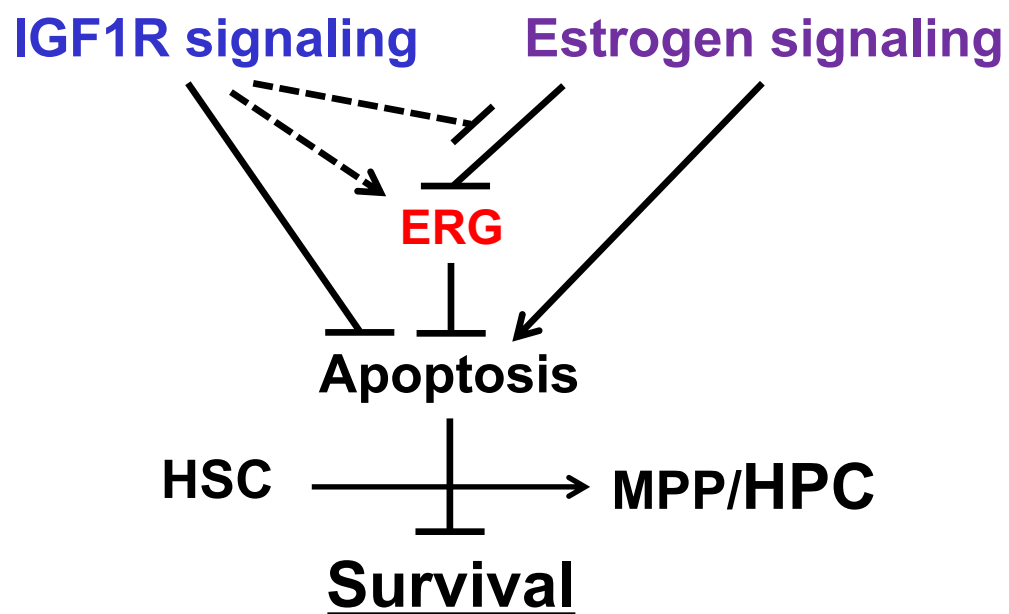 IGF1R signaling
Estrogen signaling
ERG
Apoptosis
HSC
MPP/HPC
Survival